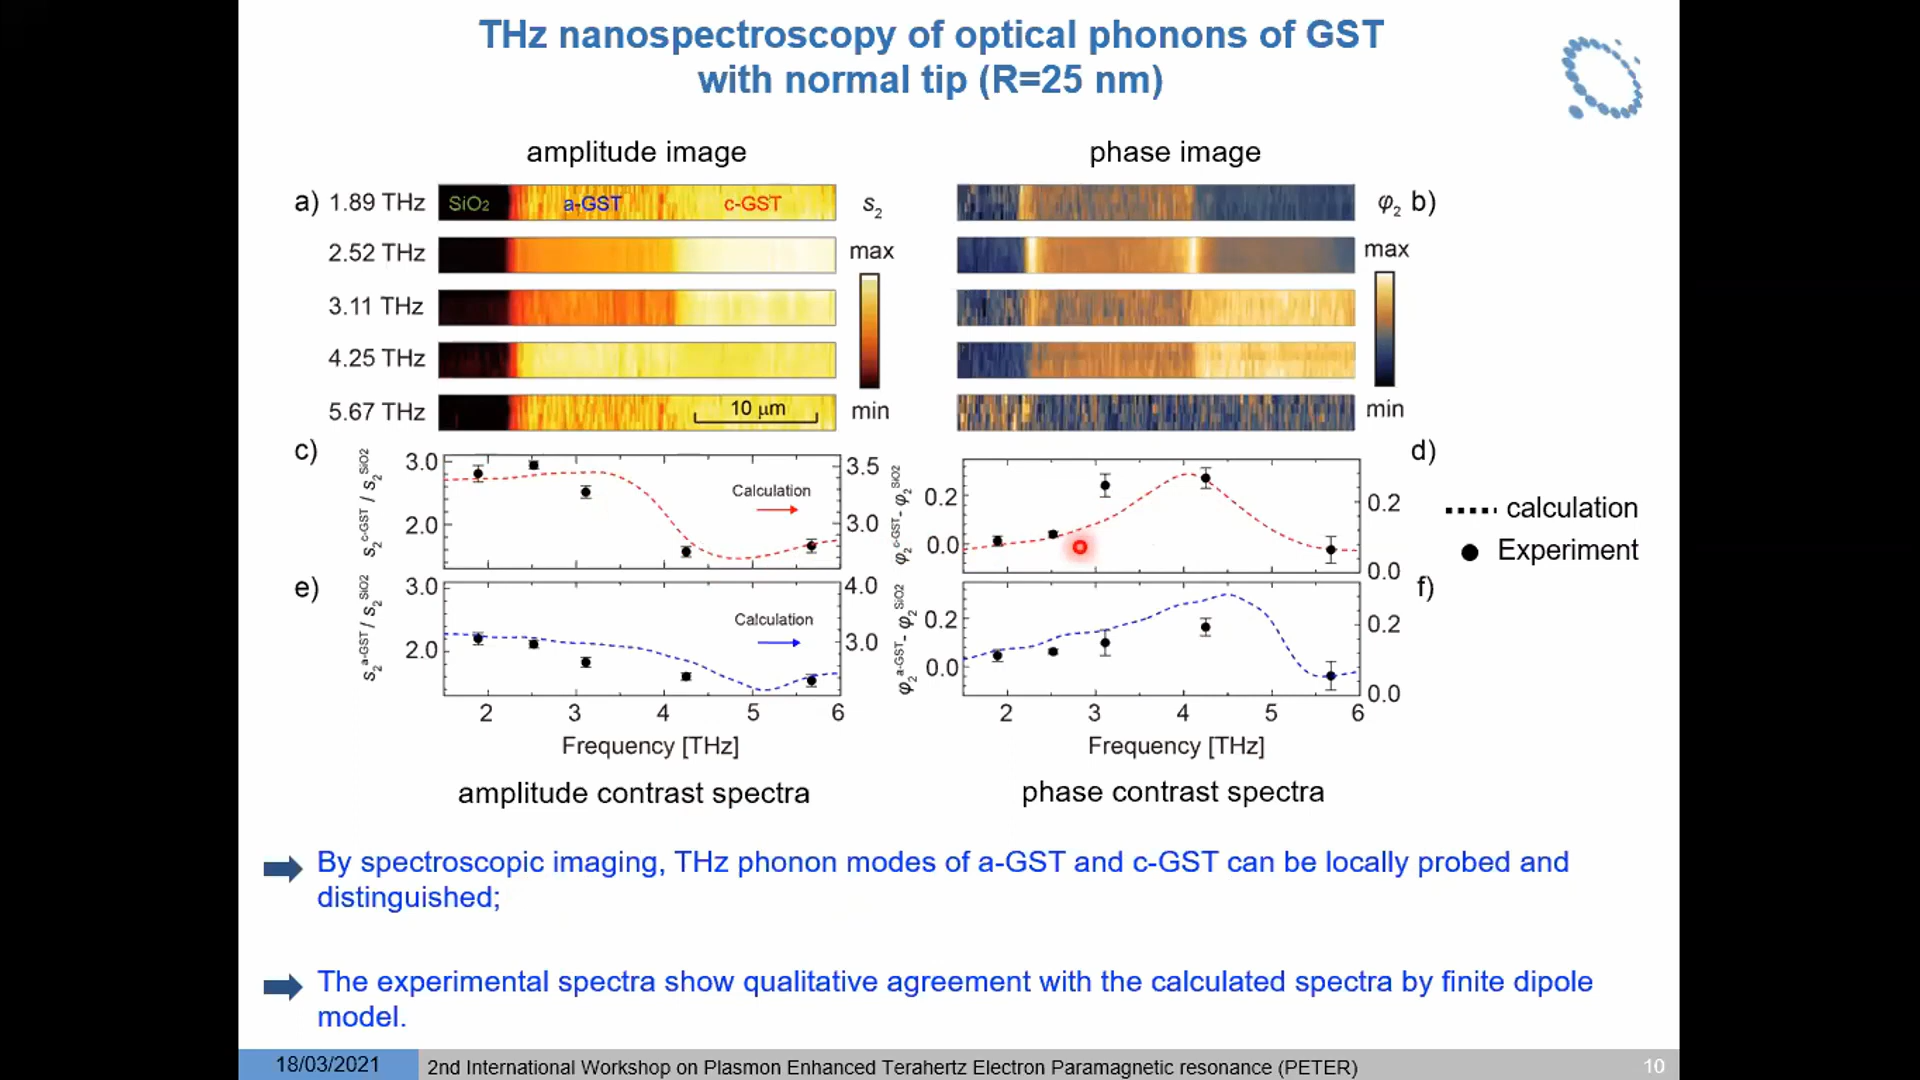 THz nanospectroscopy of optical phonons of GST
with normal tip (R=25 nm)
amplitude image
phase image
a) 1.89 THz
SiO2
a-GST
c-GST
s2
φ2 b)
2.52 THz
max
max
3.11 THz
4.25 THz
5.67 THz
10 μm
min
min
c)
d)
s2 c-GST / s2 SiO2
3.0
2.0
Calculation
3.5
3.0
φ2 c-GST - φ2 SiO2
0.2
0.0
0.2
0.0
calculation
Experiment
e)
f)
s2 a-GST / s2 SiO2
3.0
2.0
Calculation
4.0
3.0
φ2 a-GST - φ2 SiO2
0.2
0.0
0.2
0.0
2 3 4 5 6
2 3 4 5 6
Frequency [THz]
Frequency [THz]
amplitude contrast spectra
phase contrast spectra
By spectroscopic imaging, THz phonon modes of a-GST and c-GST can be locally probed and
distinguished;
The experimental spectra show qualitative agreement with the calculated spectra by finite dipole
model.
18/03/2021
2nd International Workshop on Plasmon Enhanced Terahertz Electron Paramagnetic resonance (PETER)
10